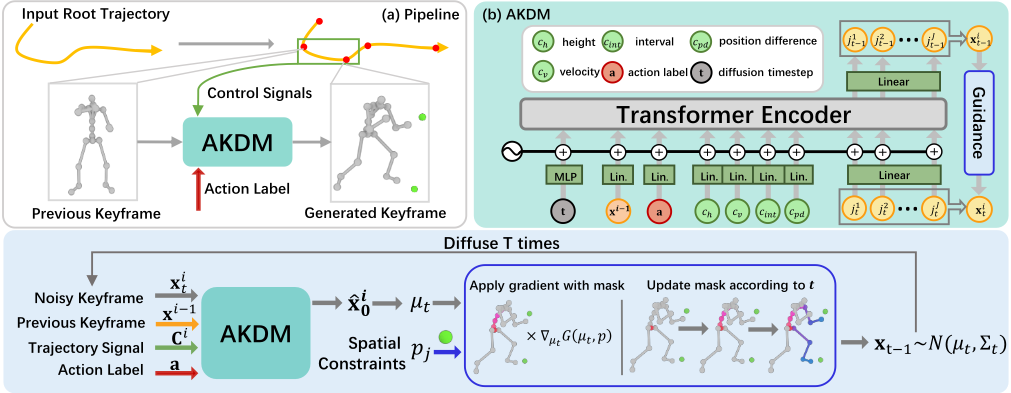 Input Root Trajectory
(a) Pipeline
Control Signals
AKDM
Action Label
Previous Keyframe
Generated Keyframe
(b) AKDM
c_h height c_int interval c_pd position difference
c_v velocity a action label t diffusion timestep
j_{t-1}^1 j_{t-1}^2 ••• j_{t-1}^J x_{t-1}^i
Linear
Transformer Encoder
Guidance
+ + + + + + + + + +
MLP Lin. Lin. Lin. Lin. Lin. Lin. Linear
t x^{i-1} a c_h c_v c_int c_pd j_t^1 j_t^2 ••• j_t^J x_t^i
Diffuse T times
Noisy Keyframe x_t^i
Previous Keyframe x^{i-1}
Trajectory Signal C^i
Action Label a
AKDM
x̂_0^i
μ_t
Spatial
Constraints
p_j
Apply gradient with mask
× ∇_{μ_t} G(μ_t, p)
Update mask according to t
x_{t-1}~N(μ_t, Σ_t)